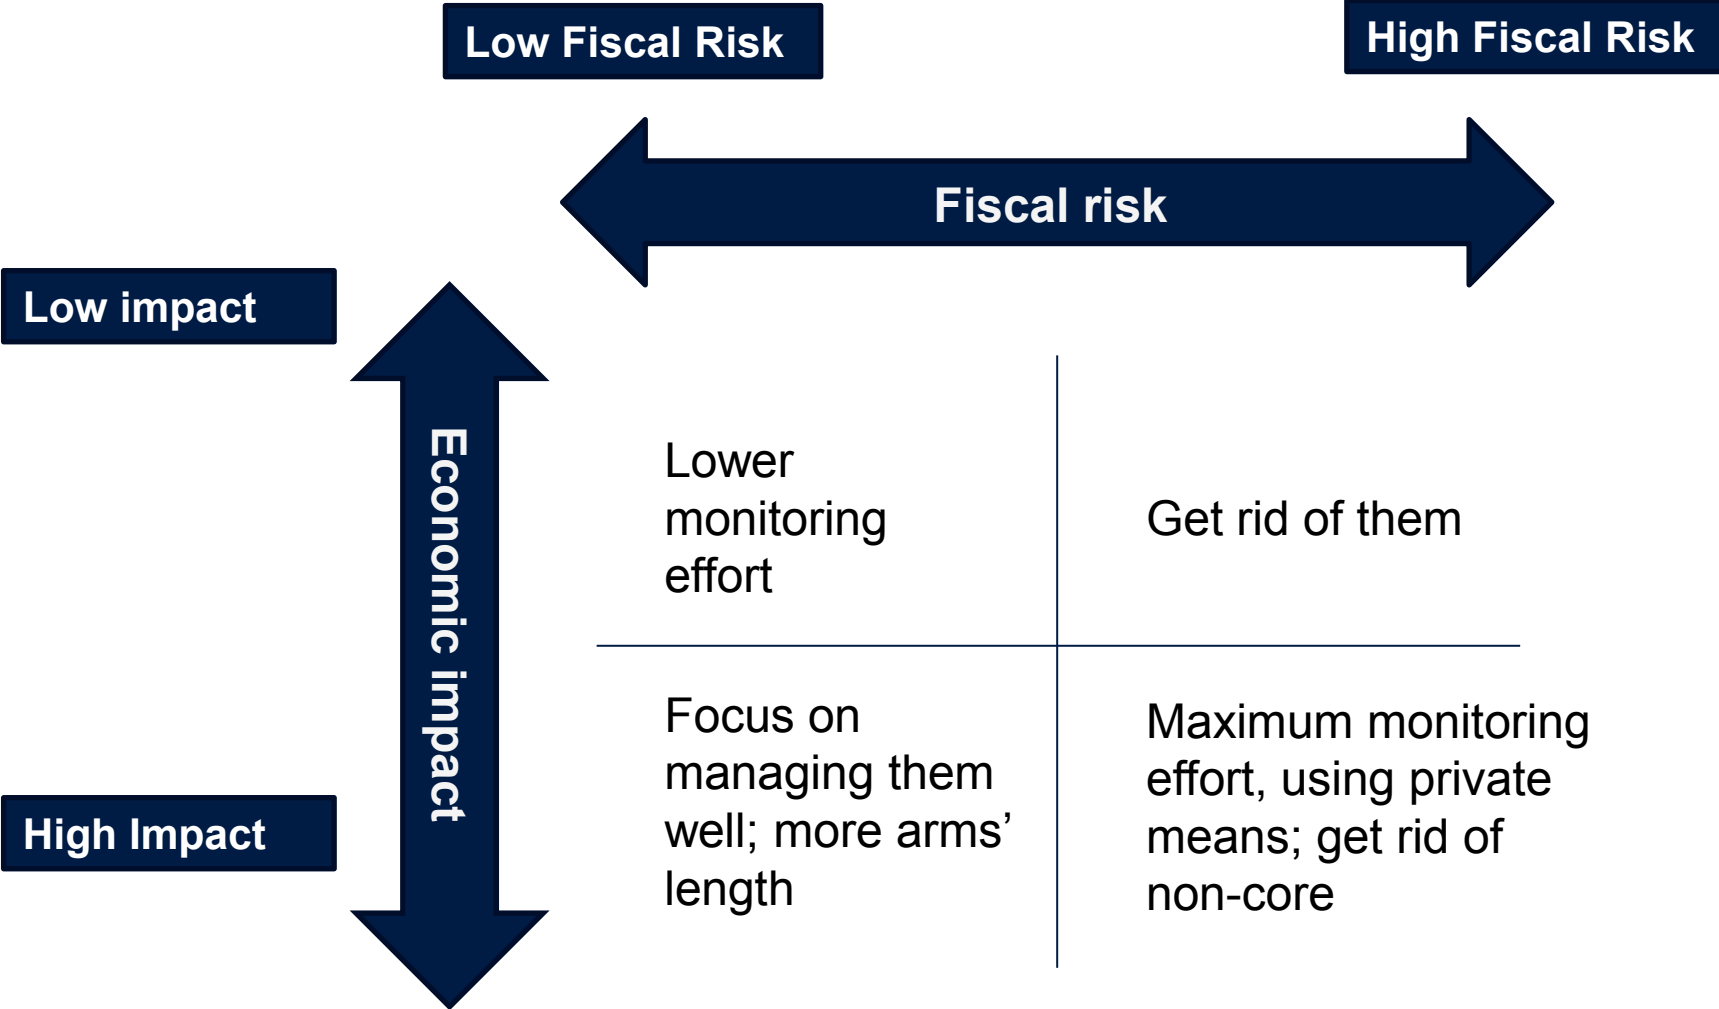 Low Fiscal Risk
High Fiscal Risk
Fiscal risk
Low impact
Economic impact
High Impact
Lower
monitoring
effort
Get rid of them
Focus on
managing them
well; more arms’
length
Maximum monitoring
effort, using private
means; get rid of
non-core